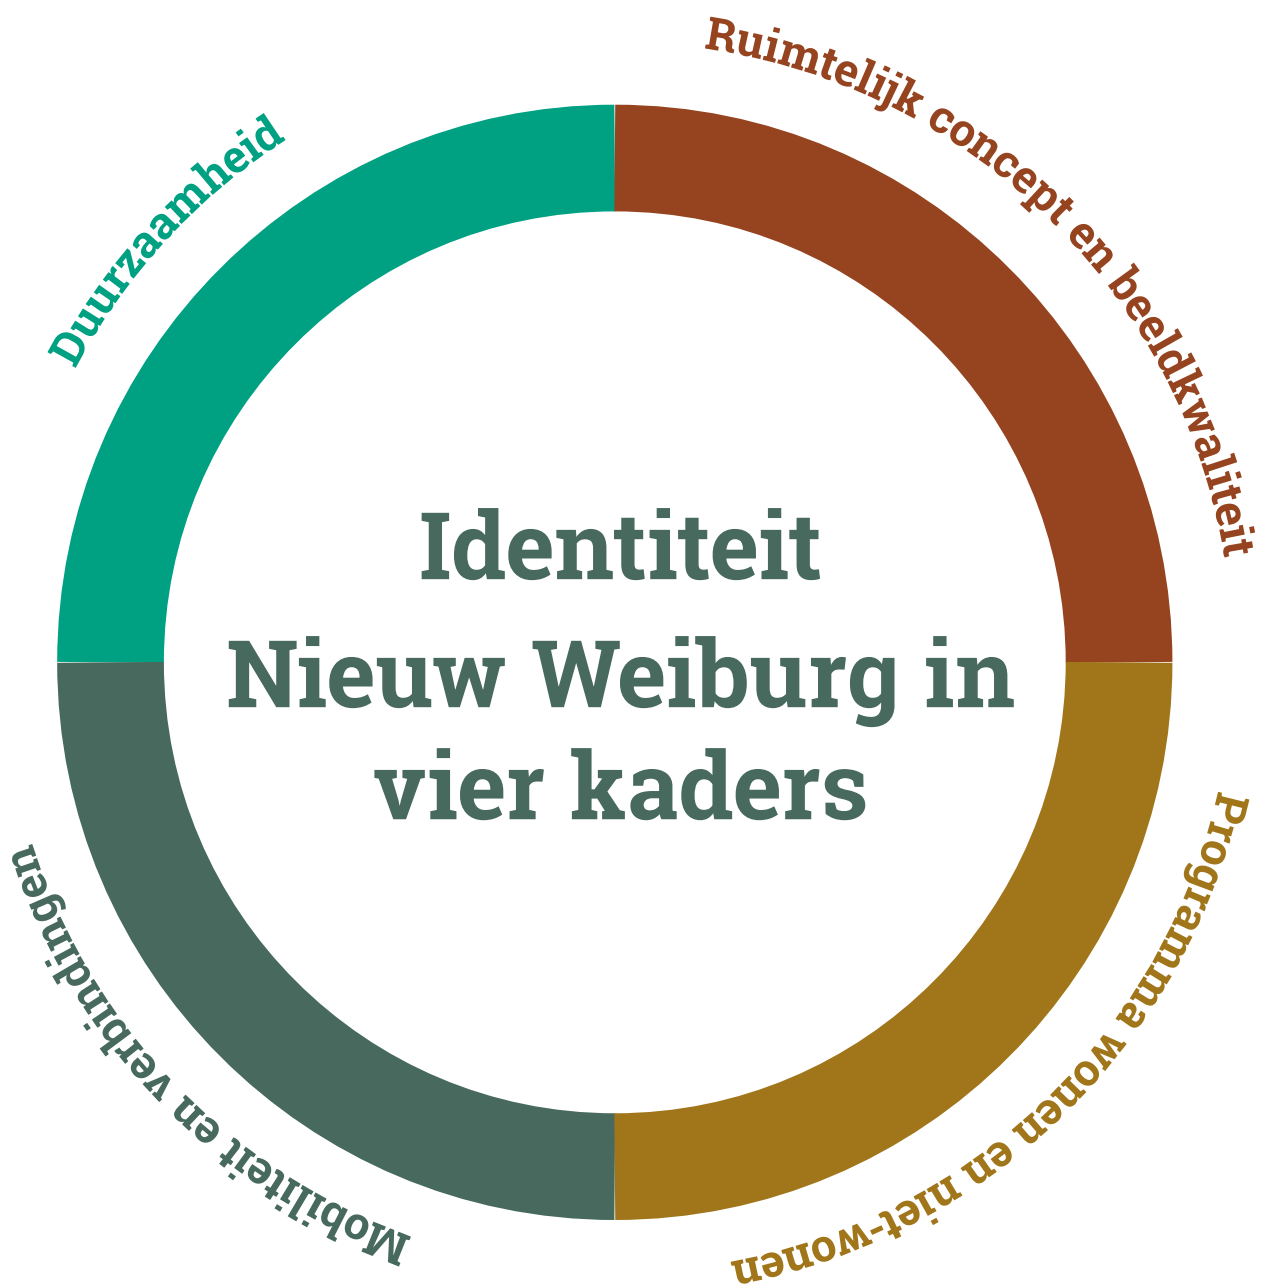 Ruimtelijk concept en beeldkwaliteit
Duurzaamheid
Identiteit
Nieuw Weiburg in
vier kaders
Programma wonen en niet-wonen
Mobiliteit en verbindingen